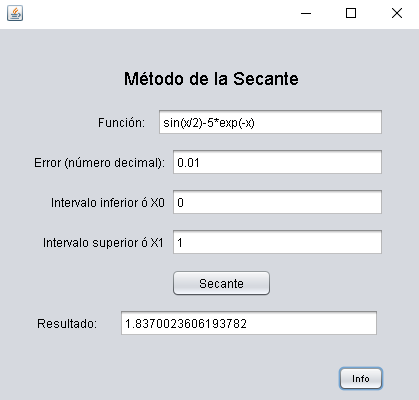 Método de la Secante
Función: sin(x/2)-5*exp(-x)
Error (número decimal): 0.01
Intervalo inferior ó X0 0
Intervalo superior ó X1 1
Secante
Resultado: 1.8370023606193782
Info